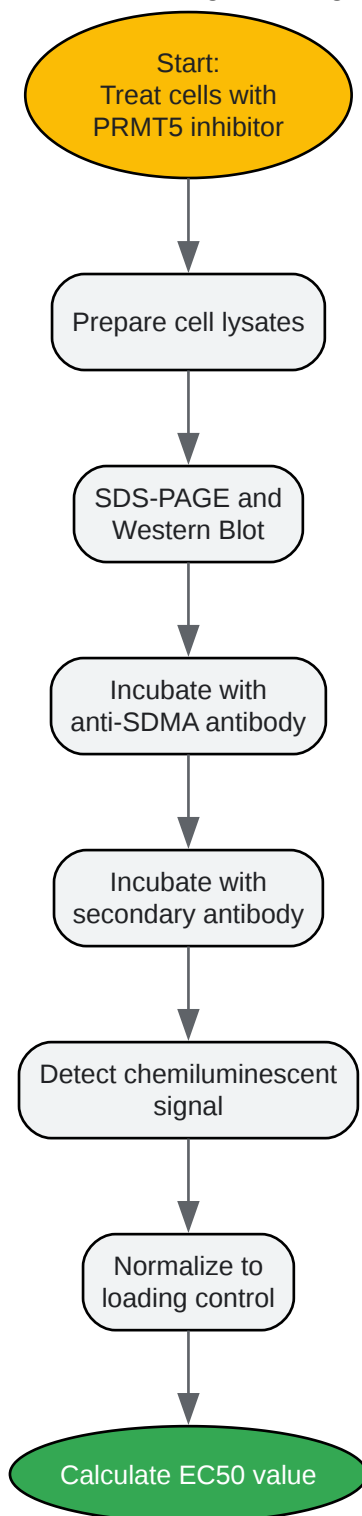 Start:
Treat cells with
PRMT5 inhibitor
Prepare cell lysates
SDS-PAGE and
Western Blot
Incubate with
anti-SDMA antibody
Incubate with
secondary antibody
Detect chemiluminescent
signal
Normalize to
loading control
Calculate EC50 value